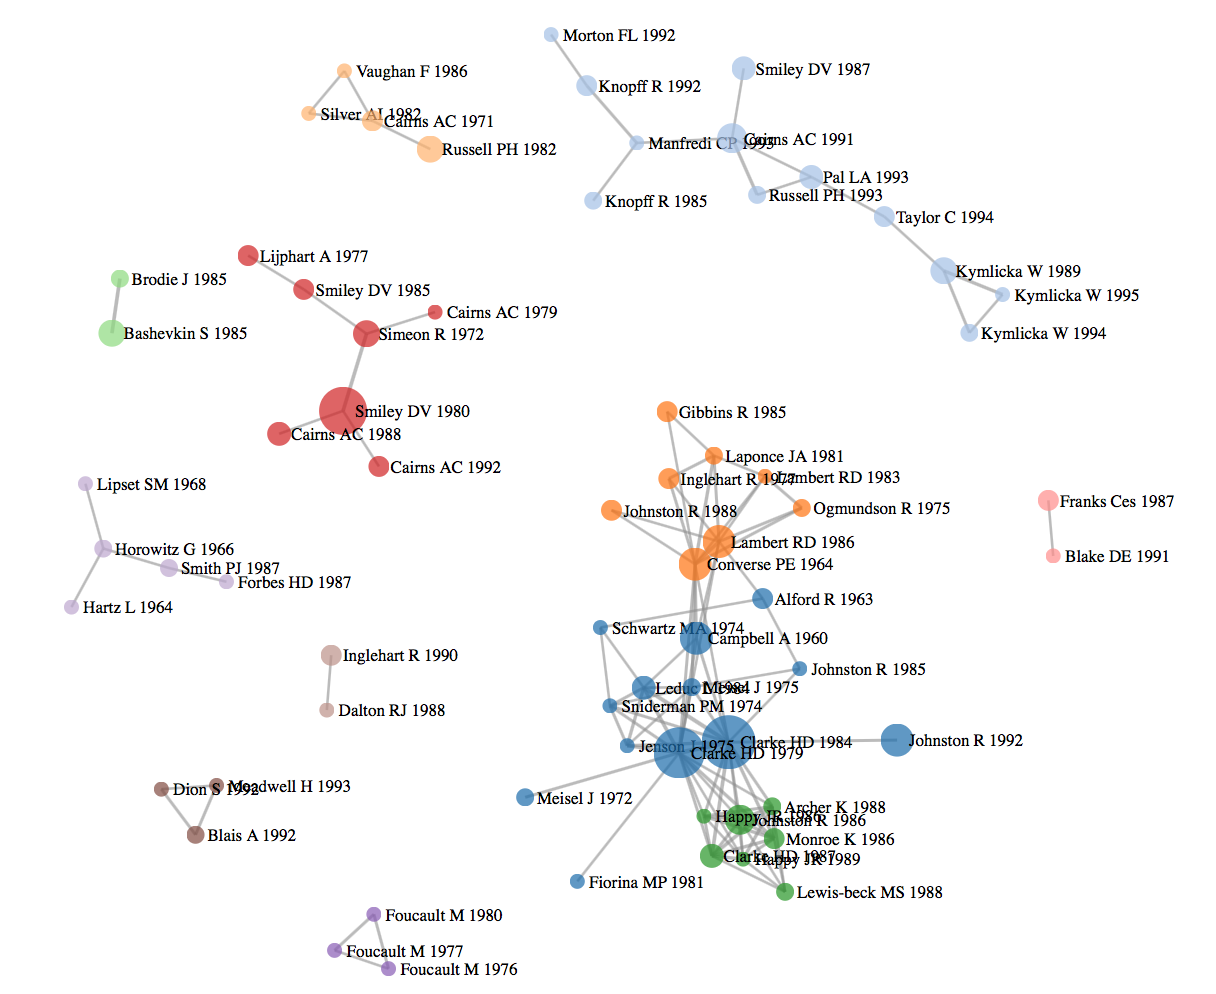 Morton FL 1992
Vaughan F 1986
Smiley DV 1987
Knopff R 1992
Silver AI 1982
Cairns AC 1971
Manfredi CP 1993
Cairns AC 1991
Russell PH 1982
Pal LA 1993
Russell PH 1993
Knopff R 1985
Taylor C 1994
Lijphart A 1977
Kymlicka W 1989
Brodie J 1985
Smiley DV 1985
Kymlicka W 1995
Cairns AC 1979
Bashevkin S 1985
Simeon R 1972
Kymlicka W 1994
Smiley DV 1980
Gibbins R 1985
Cairns AC 1988
Laponce JA 1981
Cairns AC 1992
Inglehart R 1977
Lambert RD 1983
Lipset SM 1968
Franks Ces 1987
Johnston R 1988
Ogmundson R 1975
Lambert RD 1986
Horowitz G 1966
Blake DE 1991
Converse PE 1964
Smith PJ 1987
Forbes HD 1987
Alford R 1963
Hartz L 1964
Schwartz MA 1974
Campbell A 1960
Inglehart R 1990
Johnston R 1985
Leduc L 1984
Meisel J 1975
Sniderman PM 1974
Dalton RJ 1988
Johnston R 1992
Clarke HD 1984
Jenson J 1975
Clarke HD 1979
Dion S 1992
Meadwell H 1993
Meisel J 1972
Archer K 1988
Happy JR 1986
Johnston R 1986
Blais A 1992
Monroe K 1986
Clarke HD 1987
Happy JR 1989
Fiorina MP 1981
Lewis-beck MS 1988
Foucault M 1980
Foucault M 1977
Foucault M 1976